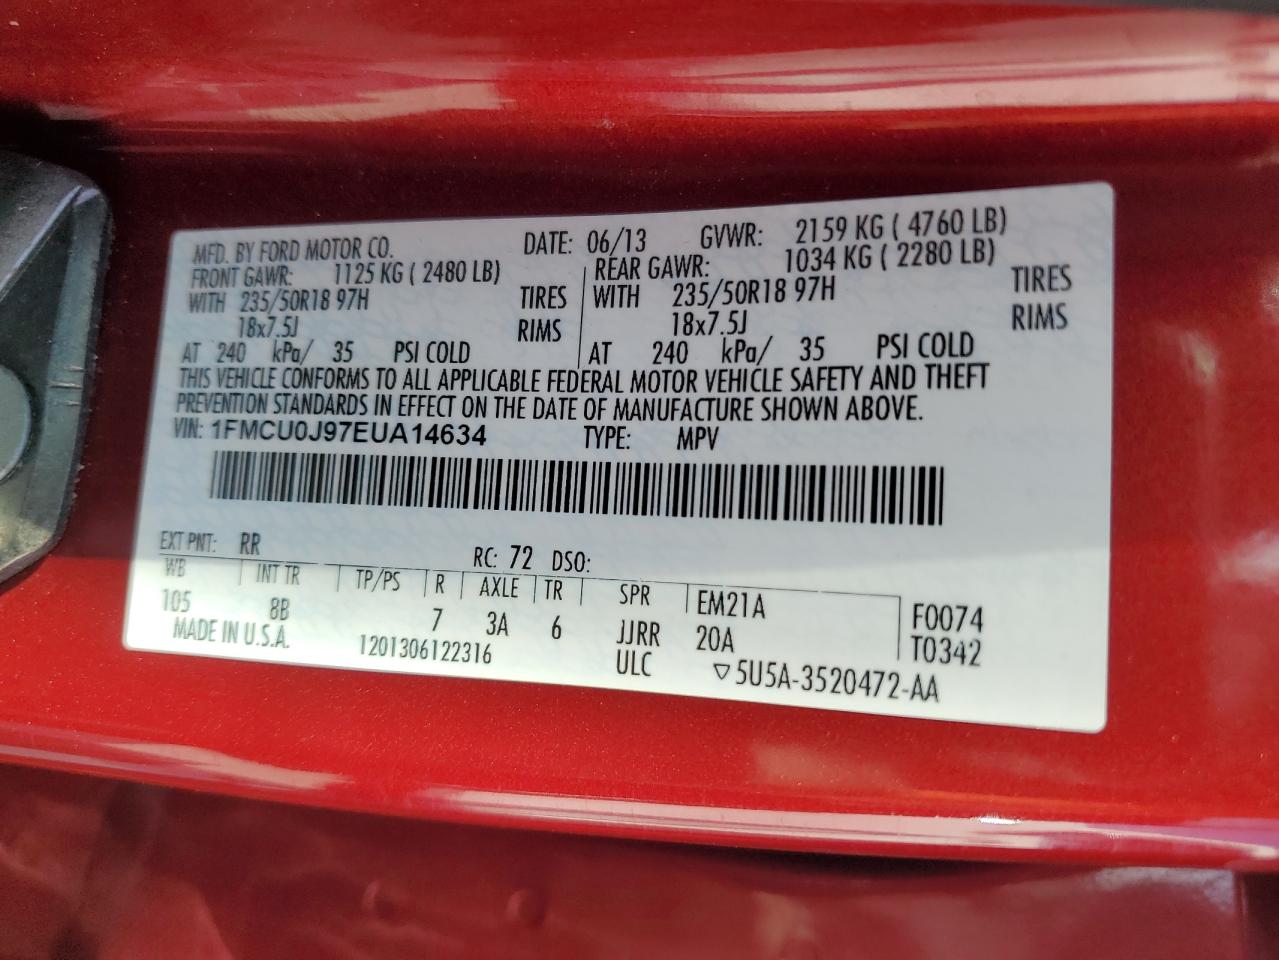 MFD. BY FORD MOTOR CO. DATE: 06/13 GVWR: 2159 KG ( 4760 LB)
FRONT GAWR: 1125 KG ( 2480 LB) REAR GAWR: 1034 KG ( 2280 LB)
WITH 235/50R18 97H TIRES WITH 235/50R18 97H TIRES
18x7.5J RIMS 18x7.5J RIMS
AT 240 kPa/ 35 PSI COLD AT 240 kPa/ 35 PSI COLD
THIS VEHICLE CONFORMS TO ALL APPLICABLE FEDERAL MOTOR VEHICLE SAFETY AND THEFT
PREVENTION STANDARDS IN EFFECT ON THE DATE OF MANUFACTURE SHOWN ABOVE.
VIN: 1FMCU0J97EUA14634 TYPE: MPV
EXT PNT: RR RC: 72 DSO:
WB INT TR TP/PS R AXLE TR SPR EM21A F0074
105 8B 7 3A 6 JJRR 20A T0342
MADE IN U.S.A. 1201306122316 ULC ▽5U5A-3520472-AA